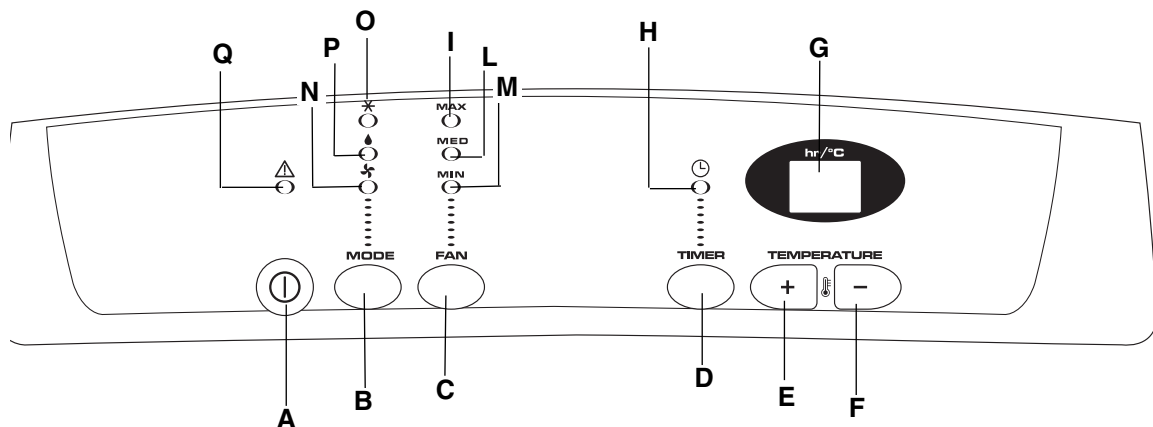 O
P
I
L
H
G
Q
N
M
MAX
MED
hr/°C
MIN
MODE
FAN
TIMER
TEMPERATURE
+
−
A
B
C
D
E
F